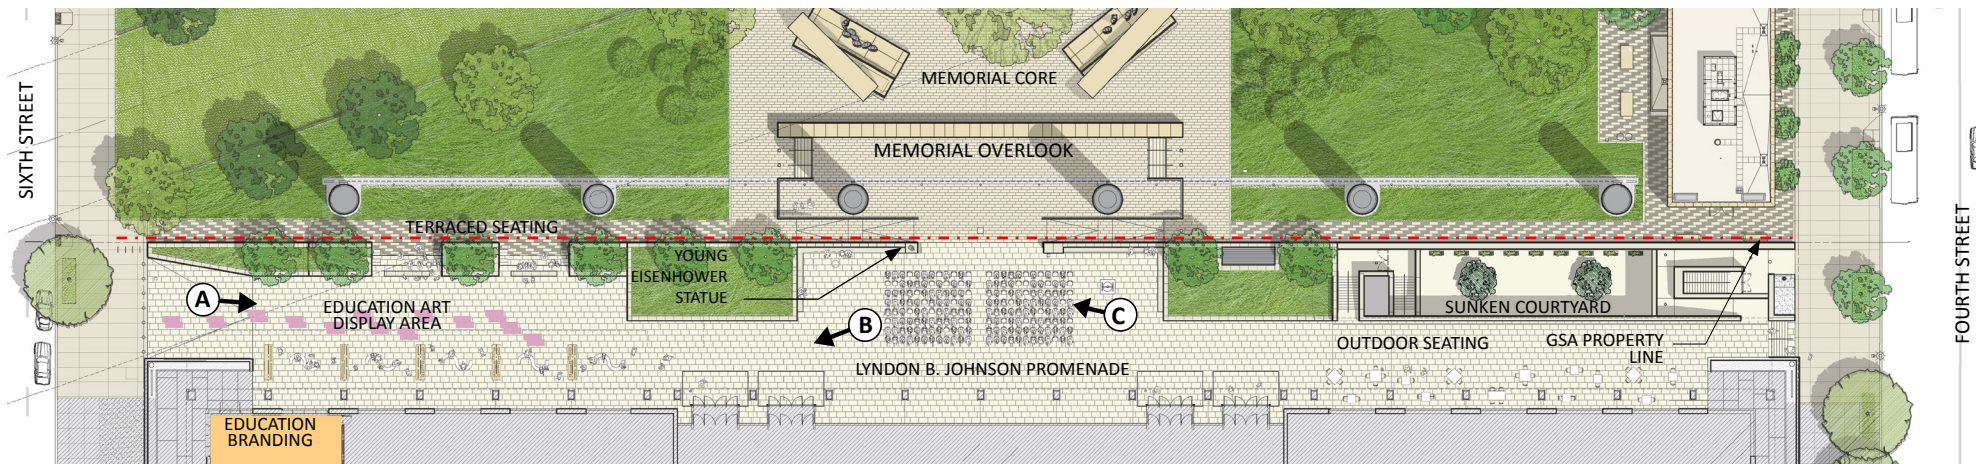 SIXTH STREET
MEMORIAL CORE
MEMORIAL OVERLOOK
TERRACED SEATING
YOUNG
EISENHOWER
STATUE
A
EDUCATION ART
DISPLAY AREA
B
C
SUNKEN COURTYARD
OUTDOOR SEATING
GSA PROPERTY
LINE
LYNDON B. JOHNSON PROMENADE
EDUCATION
BRANDING
FOURTH STREET